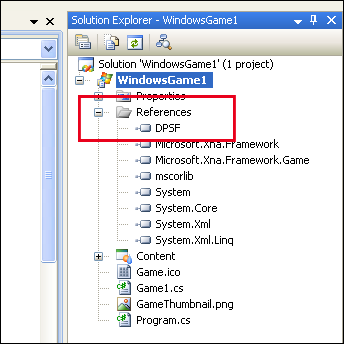 Solution Explorer - WindowsGame1
Solution 'WindowsGame1' (1 project)
WindowsGame1
Properties
References
DPSF
Microsoft.Xna.Framework
Microsoft.Xna.Framework.Game
mscorlib
System
System.Core
System.Xml
System.Xml.Linq
Content
Game.ico
Game1.cs
GameThumbnail.png
Program.cs